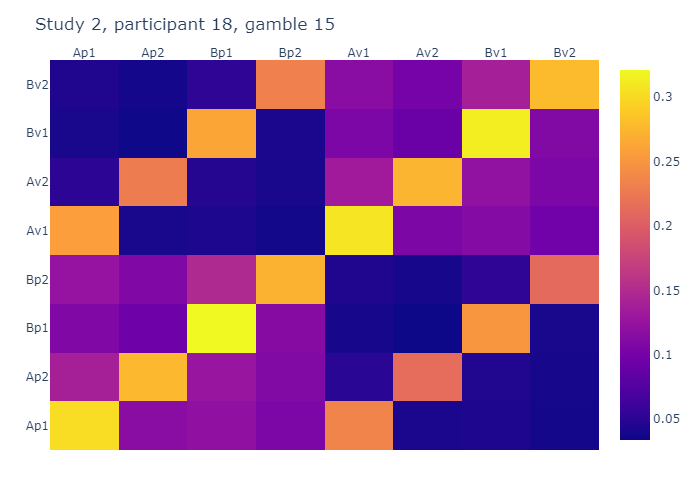 Study 2, participant 18, gamble 15
Ap1 Ap2 Bp1 Bp2 Av1 Av2 Bv1 Bv2
Bv2
Bv1
Av2
Av1
Bp2
Bp1
Ap2
Ap1
0.3
0.25
0.2
0.15
0.1
0.05